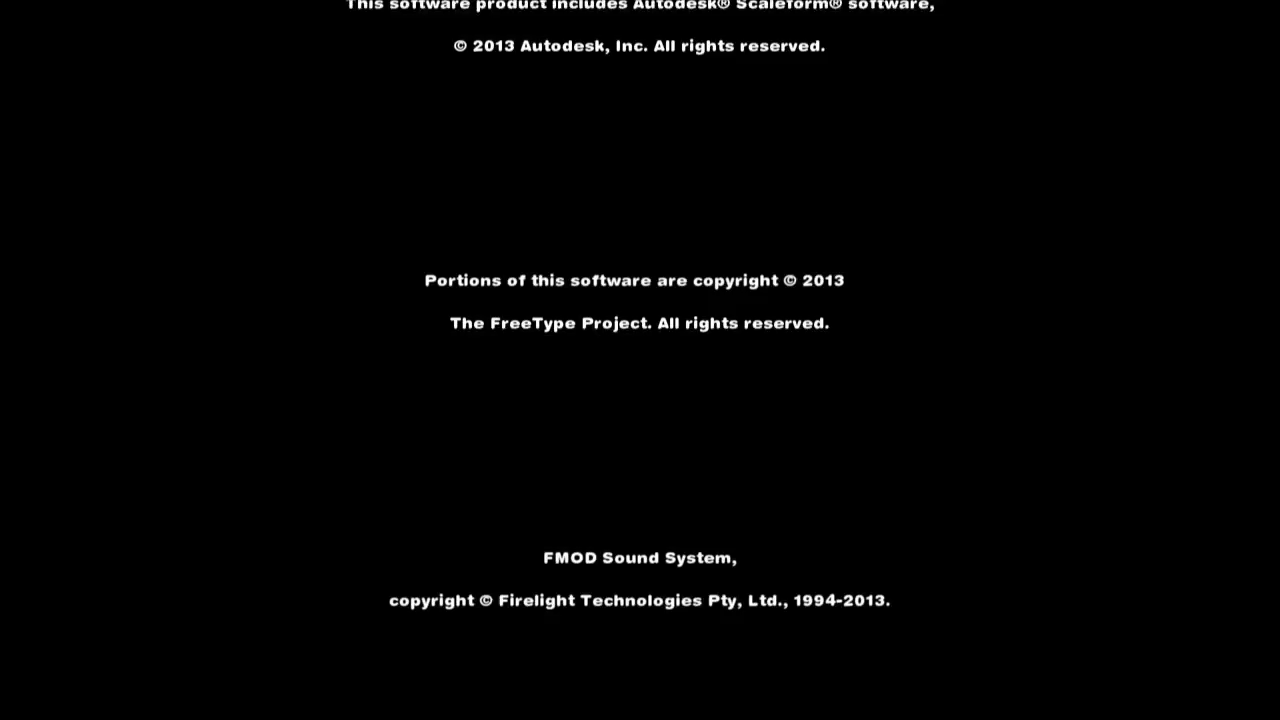 This software product includes Autodesk® Scaleform® software,
© 2013 Autodesk, Inc. All rights reserved.
Portions of this software are copyright © 2013
The FreeType Project. All rights reserved.
FMOD Sound System,
copyright © Firelight Technologies Pty, Ltd., 1994-2013.